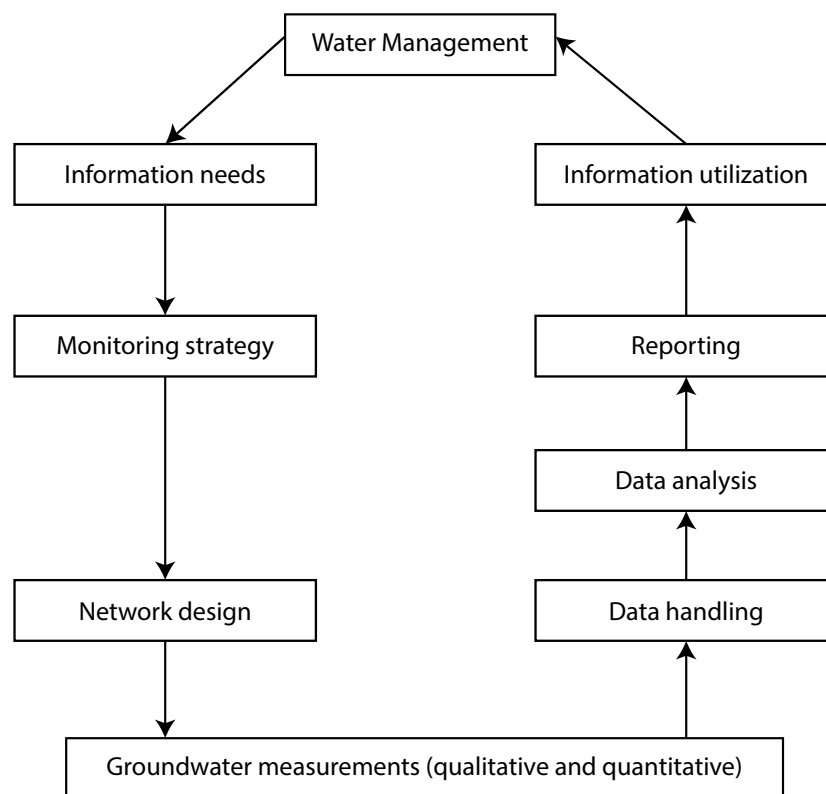 Water Management
Information needs
Information utilization
Monitoring strategy
Reporting
Data analysis
Network design
Data handling
Groundwater measurements (qualitative and quantitative)